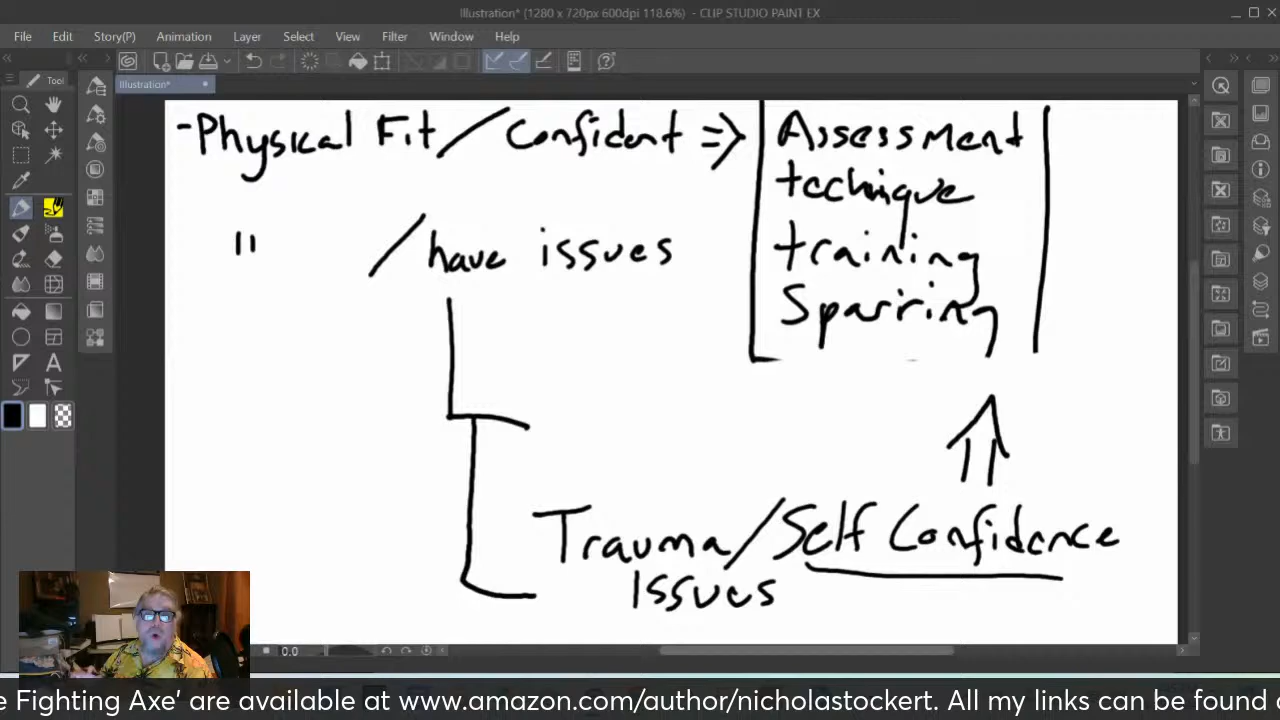 Illustration* (1280 x 720px 600dpi 118.6%) - CLIP STUDIO PAINT EX
File Edit Story(P) Animation Layer Select View Filter Window Help
Tool
Illustration*
-Physical Fit / Confident => Assessment
technique
" / have issues training
Sparring
Trauma/Self Confidence
Issues
0.0
e Fighting Axe' are available at www.amazon.com/author/nicholastockert. All my links can be found